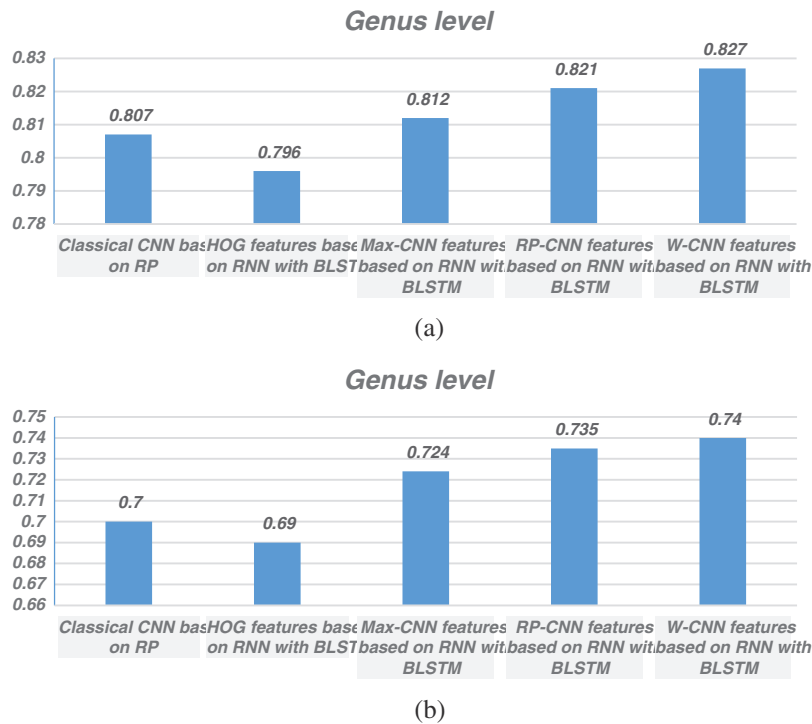 Genus level
0.83
0.82
0.81
0.8
0.79
0.78
0.807
0.796
0.812
0.821
0.827
Classical CNN bas
on RP
HOG features base
on RNN with BLST
Max-CNN features
based on RNN with
BLSTM
RP-CNN features
based on RNN with
BLSTM
W-CNN features
based on RNN with
BLSTM
(a)
Genus level
0.75
0.74
0.73
0.72
0.71
0.7
0.69
0.68
0.67
0.66
0.7
0.69
0.724
0.735
0.74
Classical CNN bas
on RP
HOG features base
on RNN with BLST
Max-CNN features
based on RNN with
BLSTM
RP-CNN features
based on RNN with
BLSTM
W-CNN features
based on RNN with
BLSTM
(b)